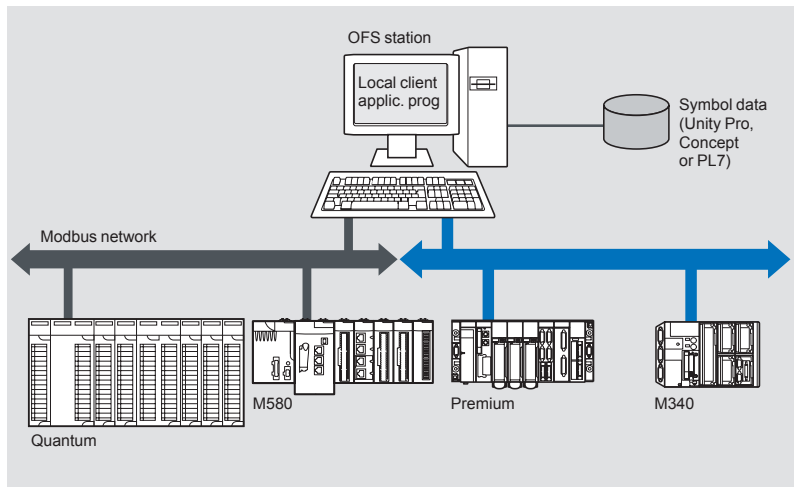 OFS station
Local client
applic. prog
Symbol data
(Unity Pro,
Concept
or PL7)
Modbus network
M580
Premium
M340
Quantum